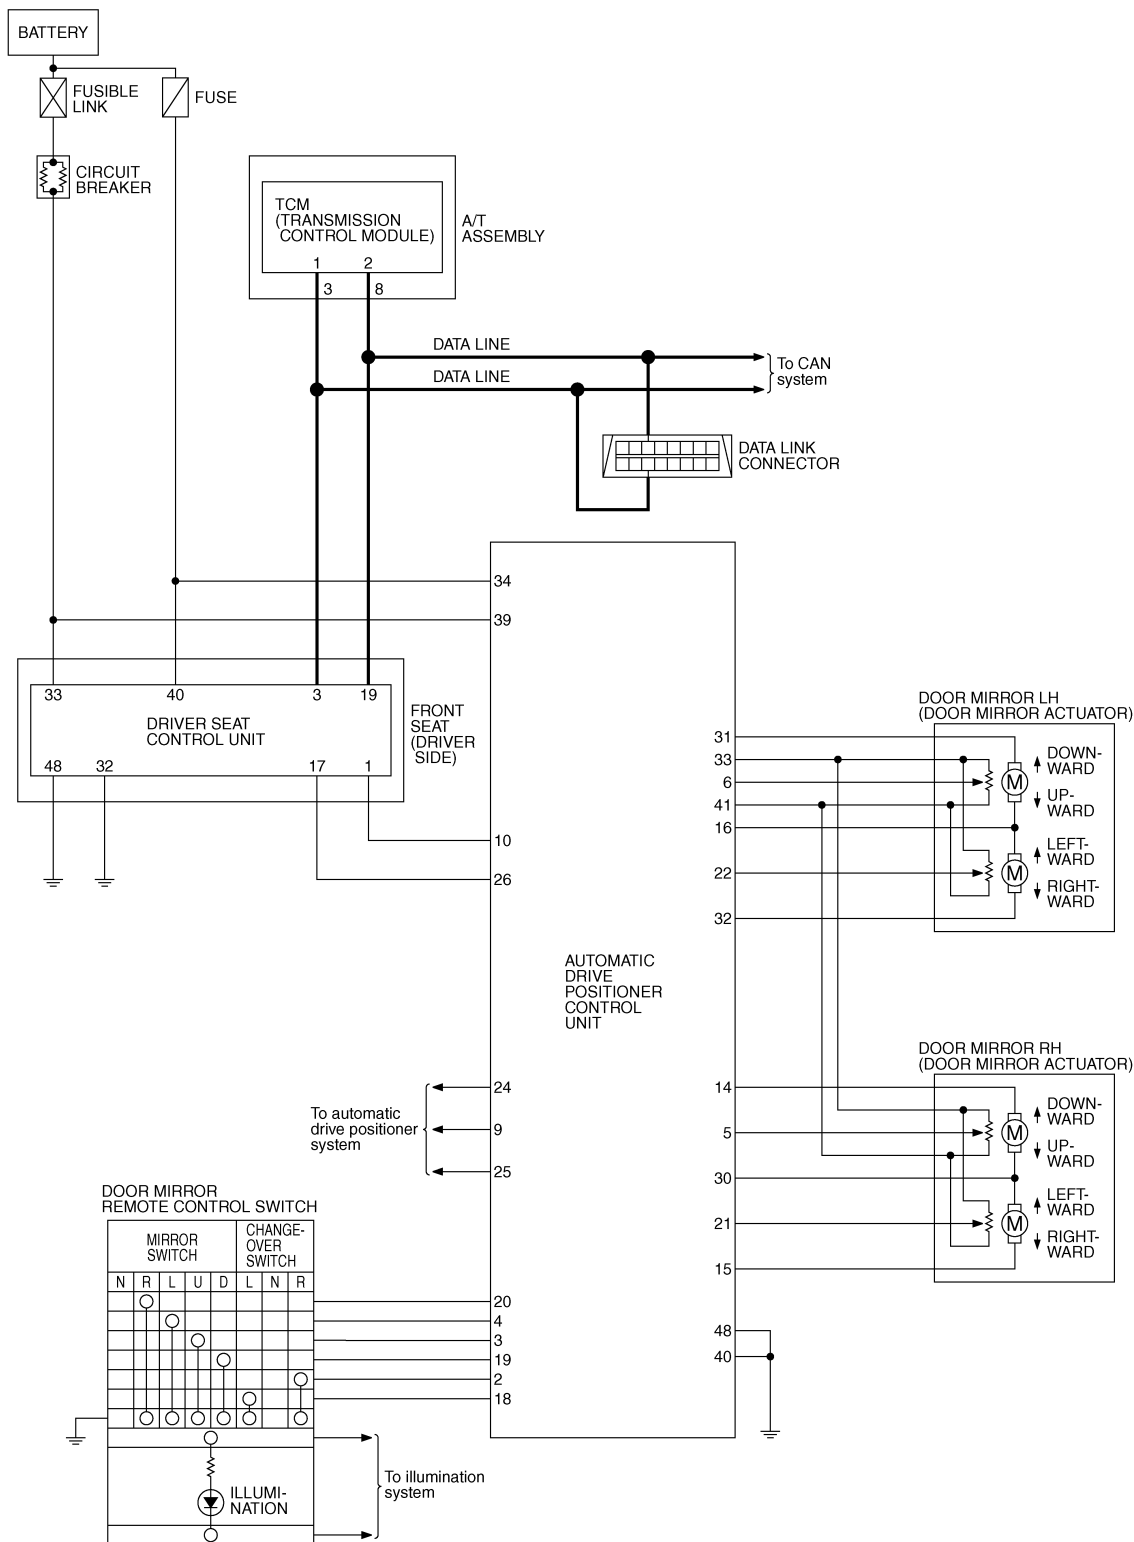 BATTERY
FUSIBLE
LINK
FUSE
CIRCUIT
BREAKER
TCM
(TRANSMISSION
CONTROL MODULE)
A/T
ASSEMBLY
1 2
3 8
DATA LINE
DATA LINE
To CAN
system
DATA LINK
CONNECTOR
34
39
33 40 3 19
DRIVER SEAT
CONTROL UNIT
48 32 17 1
FRONT
SEAT
(DRIVER
SIDE)
10
26
AUTOMATIC
DRIVE
POSITIONER
CONTROL
UNIT
DOOR MIRROR LH
(DOOR MIRROR ACTUATOR)
31
33
6
41
16
22
32
M
DOWN-
WARD
UP-
WARD
M
LEFT-
WARD
RIGHT-
WARD
DOOR MIRROR RH
(DOOR MIRROR ACTUATOR)
14
5
30
21
15
M
DOWN-
WARD
UP-
WARD
M
LEFT-
WARD
RIGHT-
WARD
48
40
24
9
25
To automatic
drive positioner
system
DOOR MIRROR
REMOTE CONTROL SWITCH
MIRROR
SWITCH
CHANGE-
OVER
SWITCH
N R L U D L N R
20
4
3
19
2
18
ILLUMI-
NATION
To illumination
system